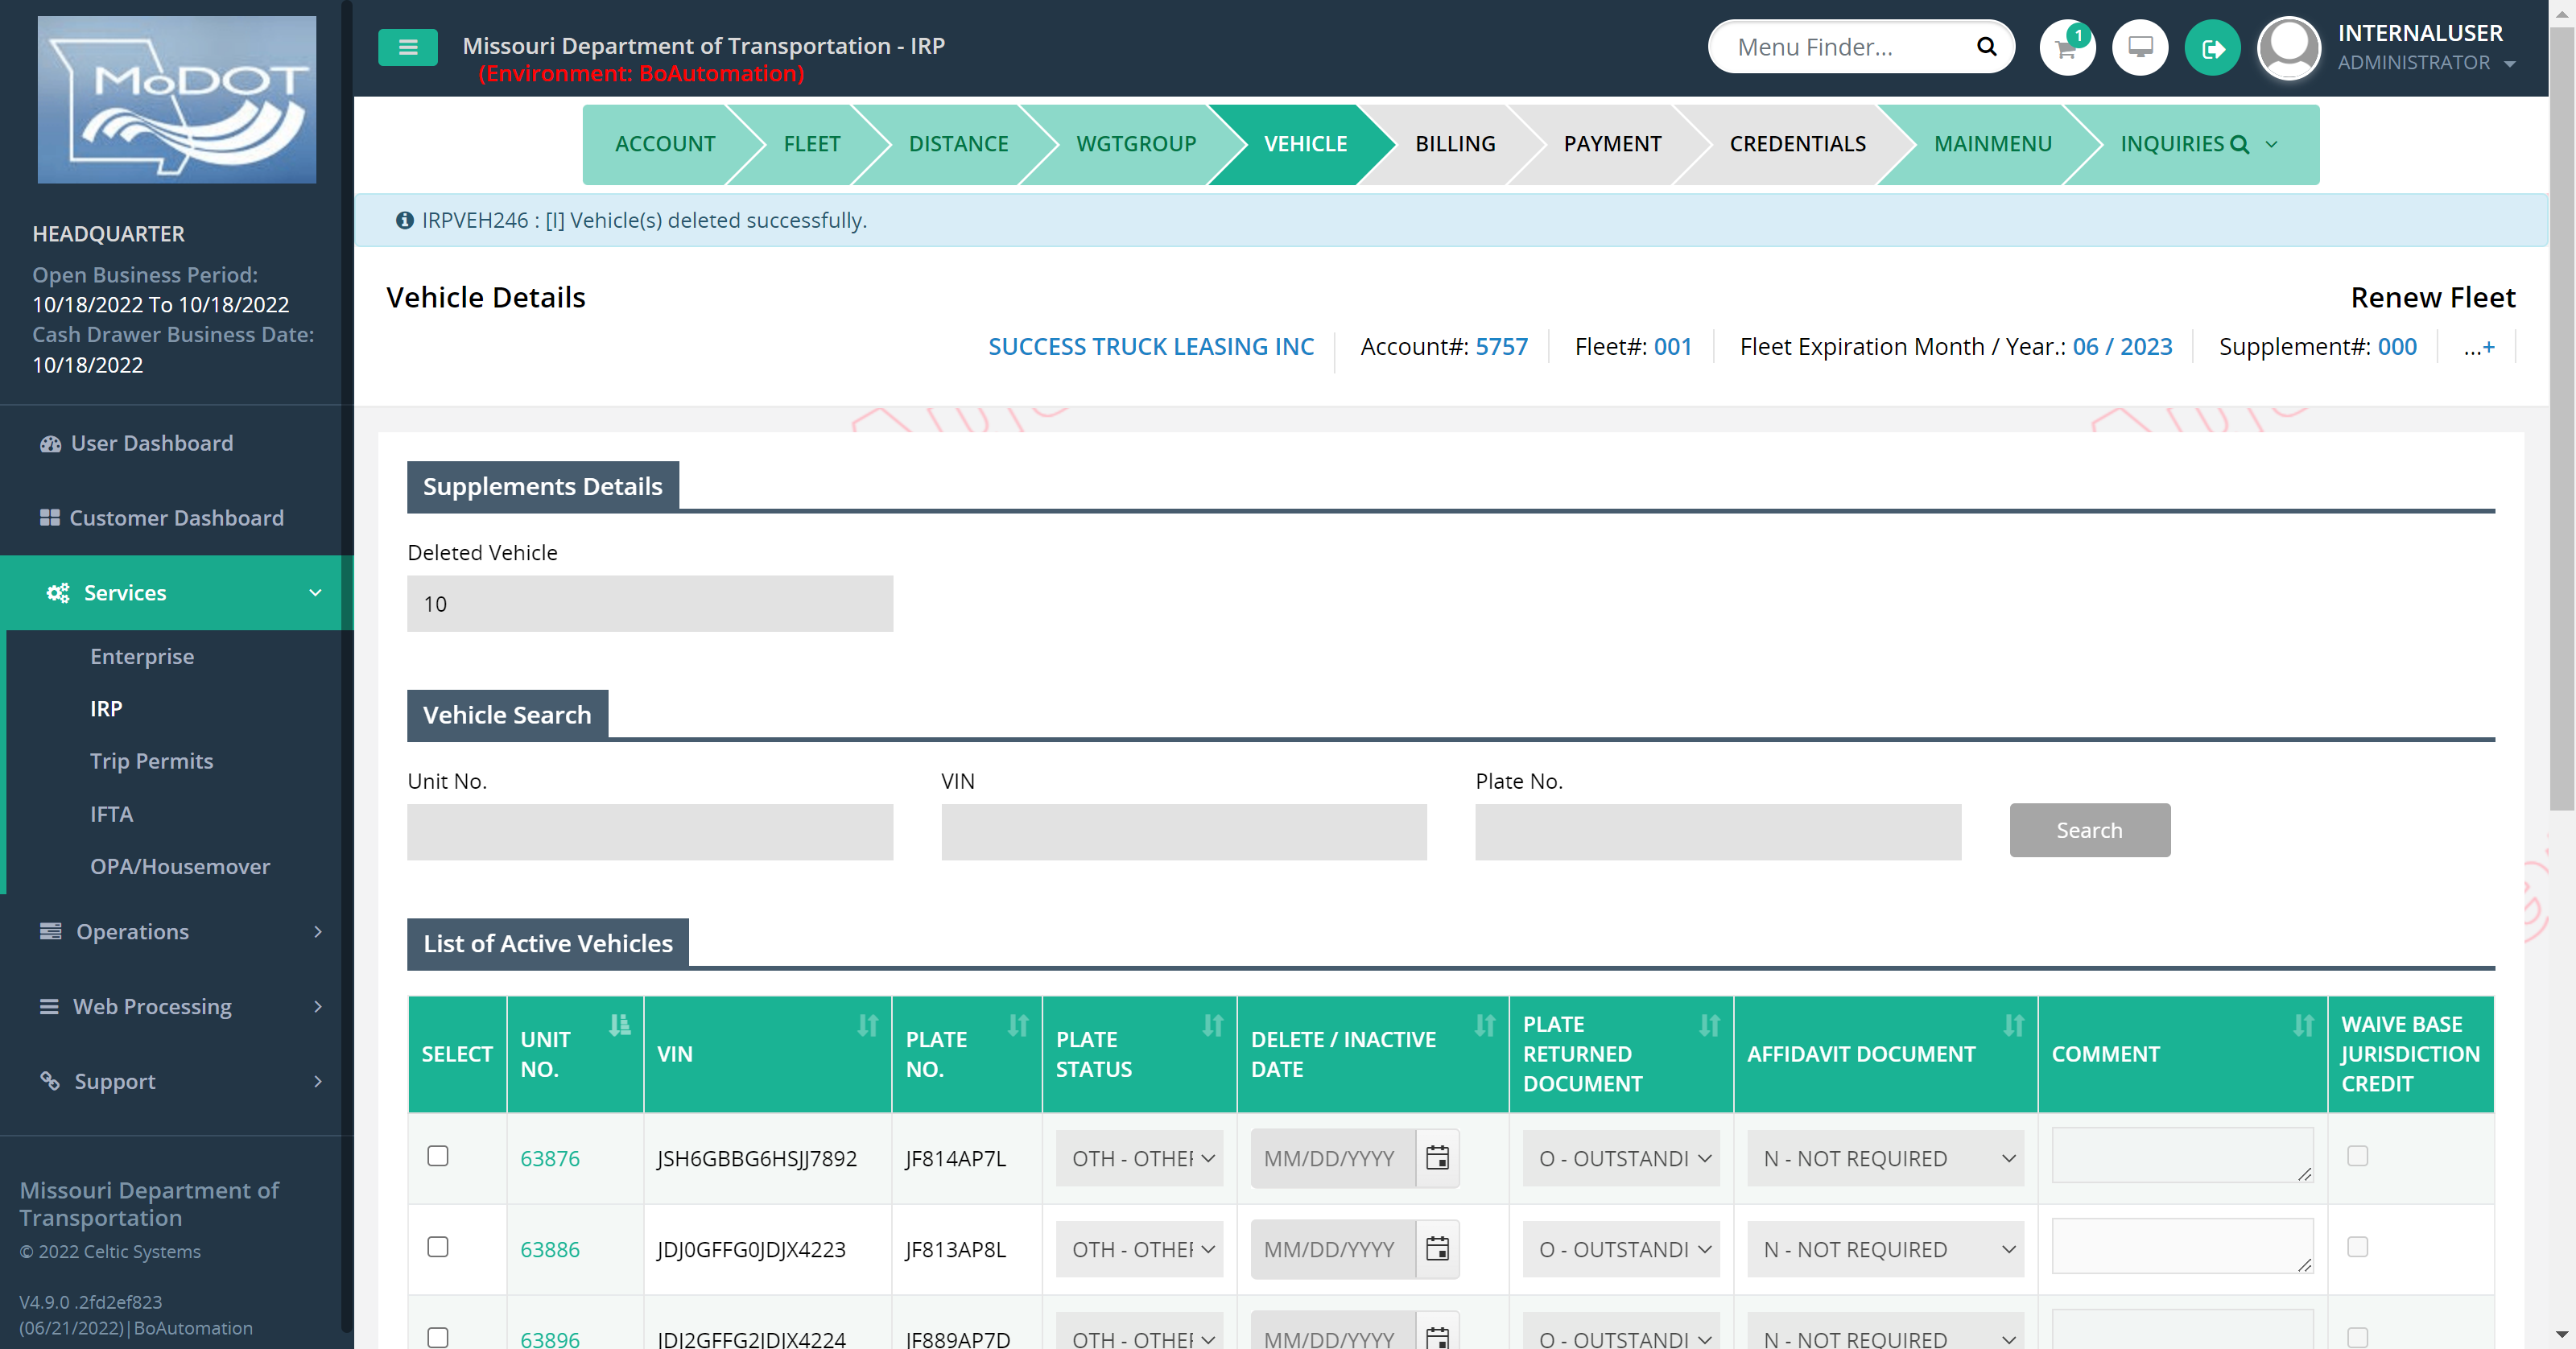 MoDOT
Missouri Department of Transportation - IRP
(Environment: BoAutomation)
Menu Finder...
1
INTERNALUSER
ADMINISTRATOR
HEADQUARTER
Open Business Period:
10/18/2022 To 10/18/2022
Cash Drawer Business Date:
10/18/2022
User Dashboard
Customer Dashboard
Services
Enterprise
IRP
Trip Permits
IFTA
OPA/Housemover
Operations
Web Processing
Support
Missouri Department of
Transportation
© 2022 Celtic Systems
V4.9.0 .2fd2ef823
(06/21/2022)|BoAutomation
ACCOUNT FLEET DISTANCE WGTGROUP VEHICLE BILLING PAYMENT CREDENTIALS MAINMENU INQUIRIES
IRPVEH246 : [I] Vehicle(s) deleted successfully.
Vehicle Details
Renew Fleet
SUCCESS TRUCK LEASING INC Account#: 5757 Fleet#: 001 Fleet Expiration Month / Year.: 06 / 2023 Supplement#: 000 ...+
Supplements Details
Deleted Vehicle
10
Vehicle Search
Unit No. VIN Plate No.
Search
List of Active Vehicles
SELECT UNIT NO. VIN PLATE NO. PLATE STATUS DELETE / INACTIVE DATE PLATE RETURNED DOCUMENT AFFIDAVIT DOCUMENT COMMENT WAIVE BASE JURISDICTION CREDIT
63876 JSH6GBBG6HSJJ7892 JF814AP7L OTH - OTHER MM/DD/YYYY O - OUTSTANDI N - NOT REQUIRED
63886 JDJ0GFFG0JDJX4223 JF813AP8L OTH - OTHER MM/DD/YYYY O - OUTSTANDI N - NOT REQUIRED
63896 JDJ2GFFG2JDJX4224 JF889AP7D OTH - OTHER MM/DD/YYYY O - OUTSTANDI N - NOT REQUIRED